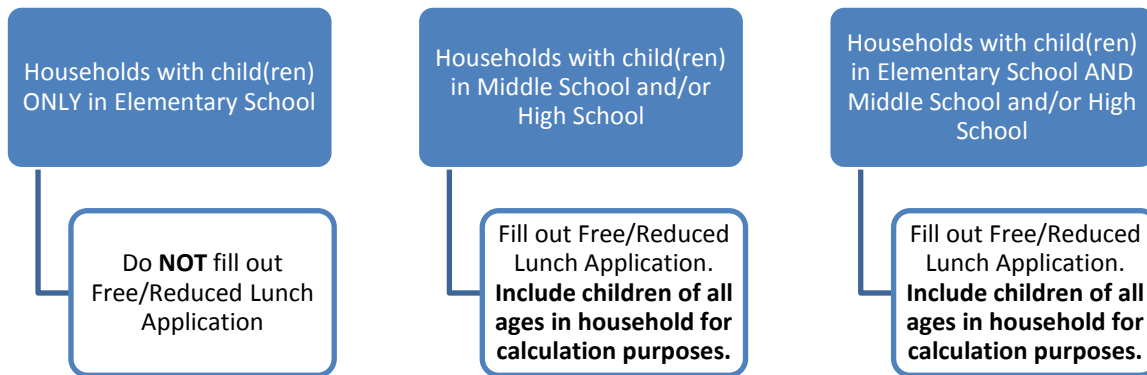 Households with child(ren)
ONLY in Elementary School
Do NOT fill out
Free/Reduced Lunch
Application
Households with child(ren)
in Middle School and/or
High School
Fill out Free/Reduced
Lunch Application.
Include children of all
ages in household for
calculation purposes.
Households with child(ren)
in Elementary School AND
Middle School and/or High
School
Fill out Free/Reduced
Lunch Application.
Include children of all
ages in household for
calculation purposes.